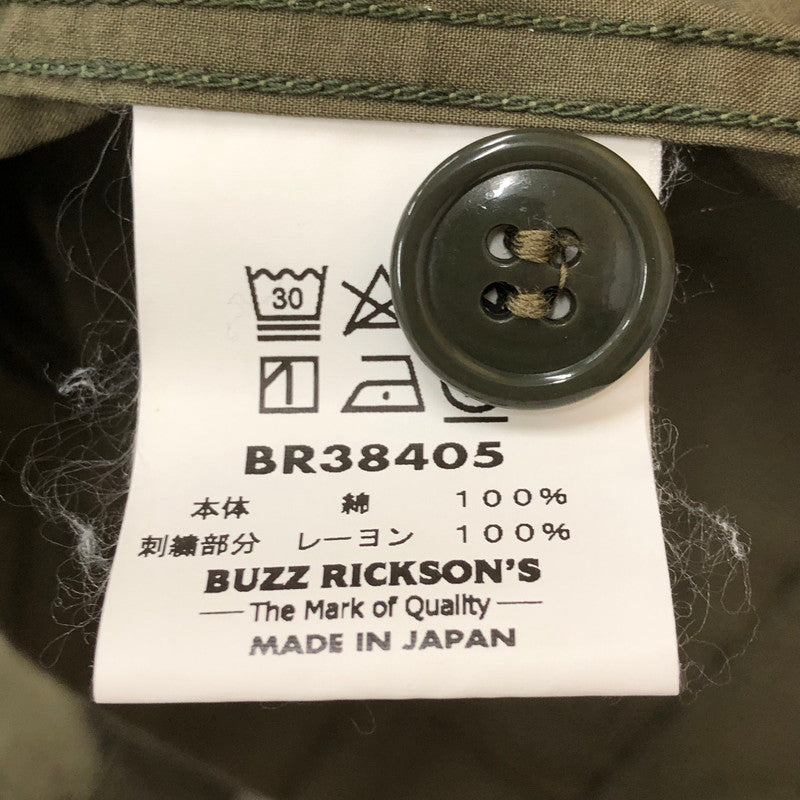 30
BR38405
本体 綿 100%
刺繍部分 レーヨン 100%
BUZZ RICKSON'S
The Mark of Quality
MADE IN JAPAN